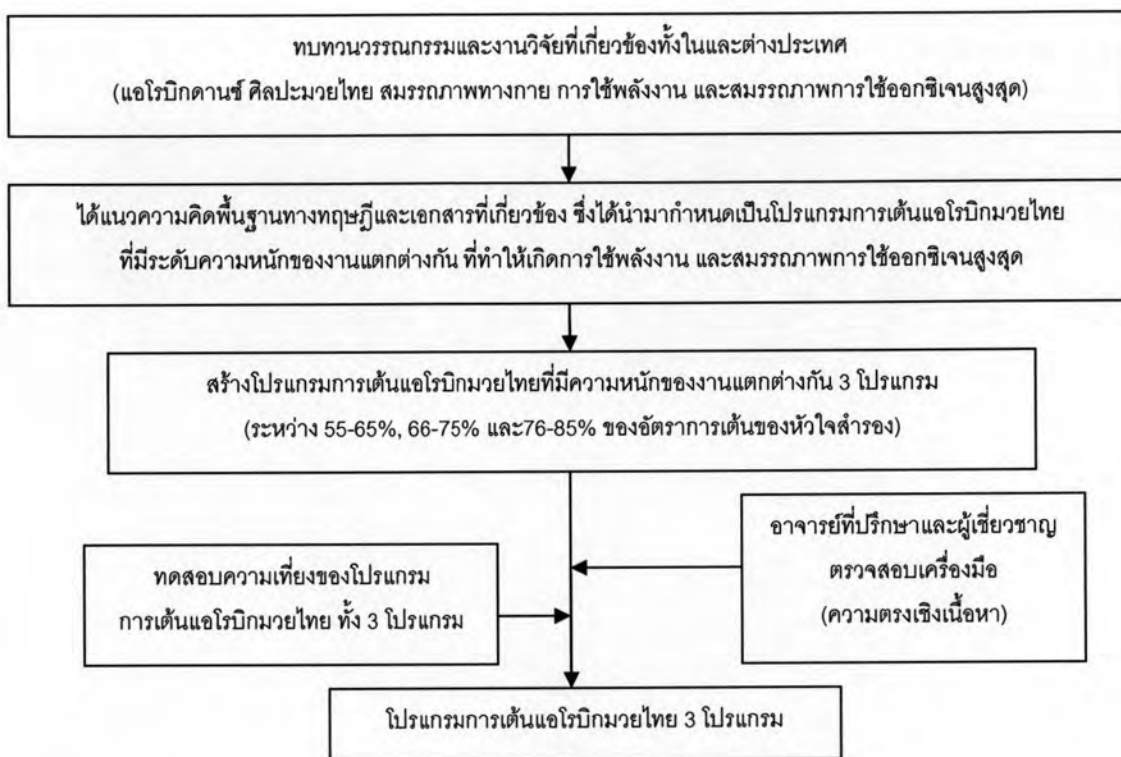 ทบทวนวรรณกรรมและงานวิจัยที่เกี่ยวข้องทั้งในและต่างประเทศ
(แอโรบิกดานซ์ ศิลปะมวยไทย สมรรถภาพทางกาย การใช้พลังงาน และสมรรถภาพการใช้ออกซิเจนสูงสุด)
ได้แนวความคิดพื้นฐานทางทฤษฎีและเอกสารที่เกี่ยวข้อง ซึ่งได้นำมากำหนดเป็นโปรแกรมการเต้นแอโรบิกมวยไทย
ที่มีระดับความหนักของงานแตกต่างกัน ที่ทำให้เกิดการใช้พลังงาน และสมรรถภาพการใช้ออกซิเจนสูงสุด
สร้างโปรแกรมการเต้นแอโรบิกมวยไทยที่มีความหนักของงานแตกต่างกัน 3 โปรแกรม
(ระหว่าง 55-65%, 66-75% และ76-85% ของอัตราการเต้นของหัวใจสำรอง)
อาจารย์ที่ปรึกษาและผู้เชี่ยวชาญ
ตรวจสอบเครื่องมือ
(ความตรงเชิงเนื้อหา)
ทดสอบความเที่ยงของโปรแกรม
การเต้นแอโรบิกมวยไทย ทั้ง 3 โปรแกรม
โปรแกรมการเต้นแอโรบิกมวยไทย 3 โปรแกรม